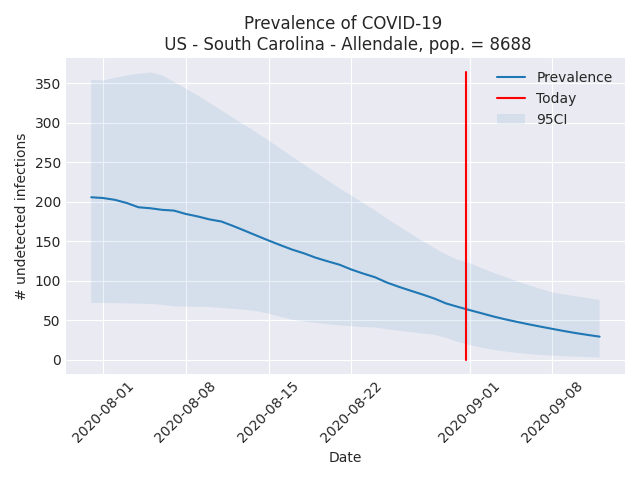 Prevalence of COVID-19
US - South Carolina - Allendale, pop. = 8688
Prevalence
Today
95CI
# undetected infections
350
300
250
200
150
100
50
0
2020-08-01
2020-08-08
2020-08-15
2020-08-22
2020-09-01
2020-09-08
Date